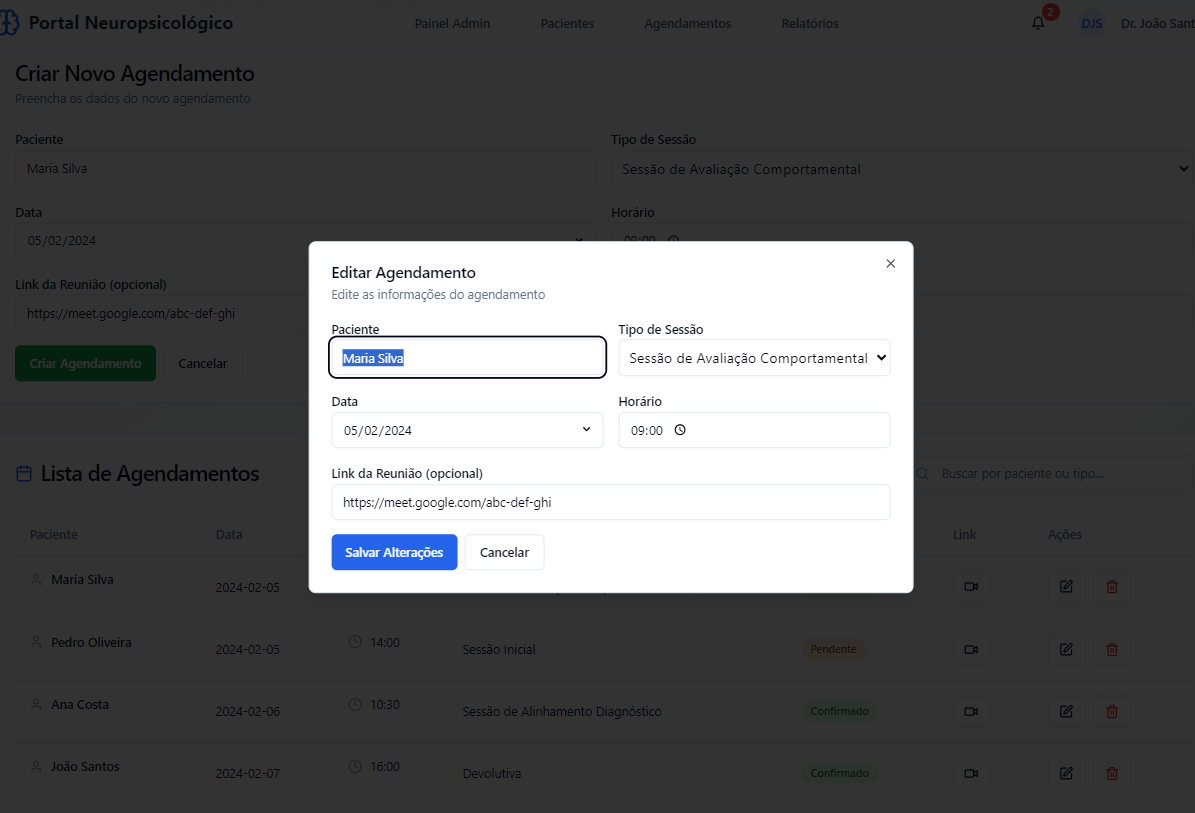 Portal Neuropsicológico
Painel Admin
Pacientes
Agendamentos
Relatórios
2
DJS
Dr. João Sant
Criar Novo Agendamento
Preencha os dados do novo agendamento
Paciente
Tipo de Sessão
Maria Silva
Sessão de Avaliação Comportamental
Data
Horário
05/02/2024
09:00
Link da Reunião (opcional)
https://meet.google.com/abc-def-ghi
Criar Agendamento
Cancelar
Editar Agendamento
Edite as informações do agendamento
Paciente
Tipo de Sessão
Maria Silva
Sessão de Avaliação Comportamental
Data
Horário
05/02/2024
09:00
Link da Reunião (opcional)
https://meet.google.com/abc-def-ghi
Salvar Alterações
Cancelar
Lista de Agendamentos
Buscar por paciente ou tipo...
Paciente
Data
Link
Ações
Maria Silva
2024-02-05
Pedro Oliveira
2024-02-05
14:00
Sessão Inicial
Pendente
Ana Costa
2024-02-06
10:30
Sessão de Alinhamento Diagnóstico
Confirmado
João Santos
2024-02-07
16:00
Devolutiva
Confirmado